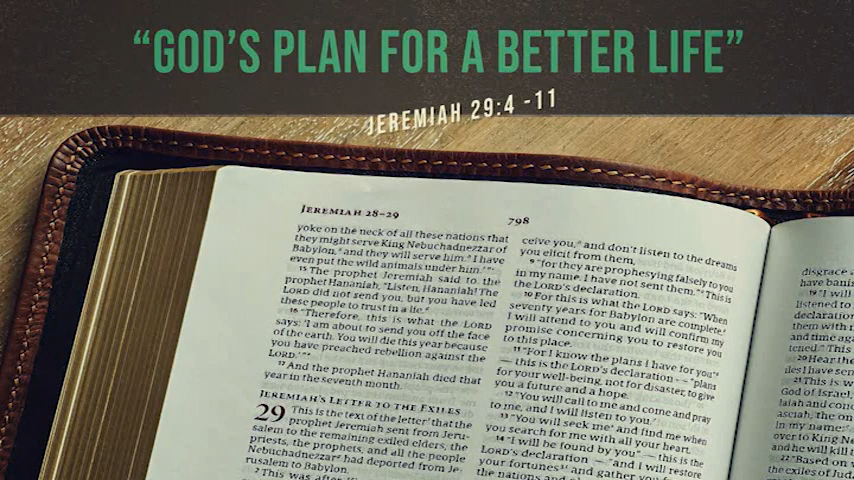 “GOD’S PLAN FOR A BETTER LIFE”
JEREMIAH 29:4 -11
JEREMIAH 28–29
798
yoke on the neck of all these nations that
they might serve King Nebuchadnezzar of
Babylon, and they will serve him. I have
even put the wild animals under him.’”
15 The prophet Jeremiah said to the
prophet Hananiah, “Listen, Hananiah! The
LORD did not send you, but you have led
these people to trust in a lie.
16 “Therefore, this is what the LORD
says: ‘I am about to send you off the face
of the earth. You will die this year because
you have preached rebellion against the
LORD.’”
17 And the prophet Hananiah died that
year in the seventh month.
JEREMIAH’S LETTER TO THE EXILES
29 This is the text of the letter that the
prophet Jeremiah sent from Jeru-
salem to the remaining exiled elders, the
priests, the prophets, and all the people
Nebuchadnezzar had deported from Je-
rusalem to Babylon.
2 This was after
ceive you, and don’t listen to the dreams
you elicit from them,
9 “for they are prophesying falsely to you
in my name. I have not sent them.” This is
the LORD’s declaration.
10 For this is what the LORD says: “When
seventy years for Babylon are complete,
I will attend to you and will confirm my
promise concerning you to restore you
to this place.
11 “For I know the plans I have for you”
— this is the LORD’s declaration — “plans
for your well-being, not for disaster, to give
you a future and a hope.
12 “You will call to me and come and pray
to me, and I will listen to you.
13 “You will seek me and find me when
you search for me with all your heart.
14 “I will be found by you” — this is the
LORD’s declaration — “and I will restore
your fortunes and gather you
the nations and
disgrace
have banis
19 “‘I will
listened to
declaration
them with
and time agai
tened.’” This
20 Hear the
iles I have sen
21 This is wh
God of Israel,
laiah and conc
asciah, the on
in my name: ‘
over to King Ne
and he will kill t
22 “‘Based on w
the exiles of Jud